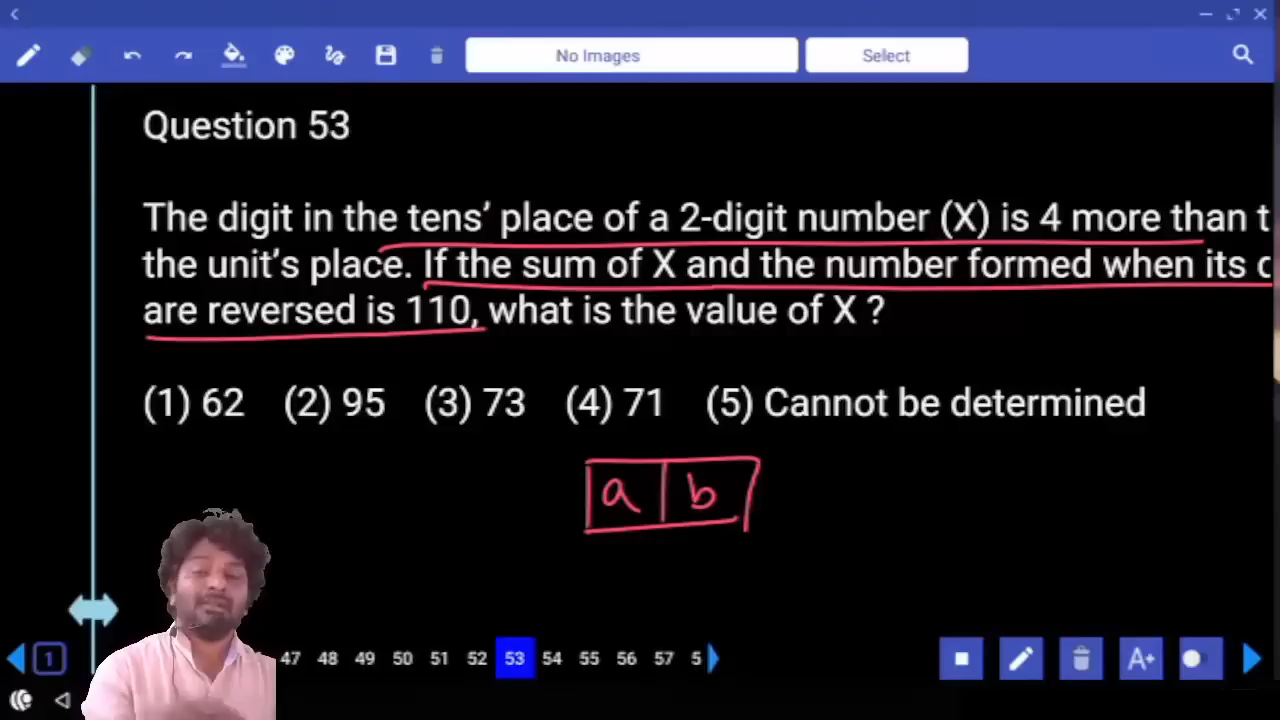 No Images
Select
Question 53
The digit in the tens’ place of a 2-digit number (X) is 4 more than t
the unit’s place. If the sum of X and the number formed when its
are reversed is 110, what is the value of X ?
(1) 62 (2) 95 (3) 73 (4) 71 (5) Cannot be determined
a b
1 47 48 49 50 51 52 53 54 55 56 57 5 A+